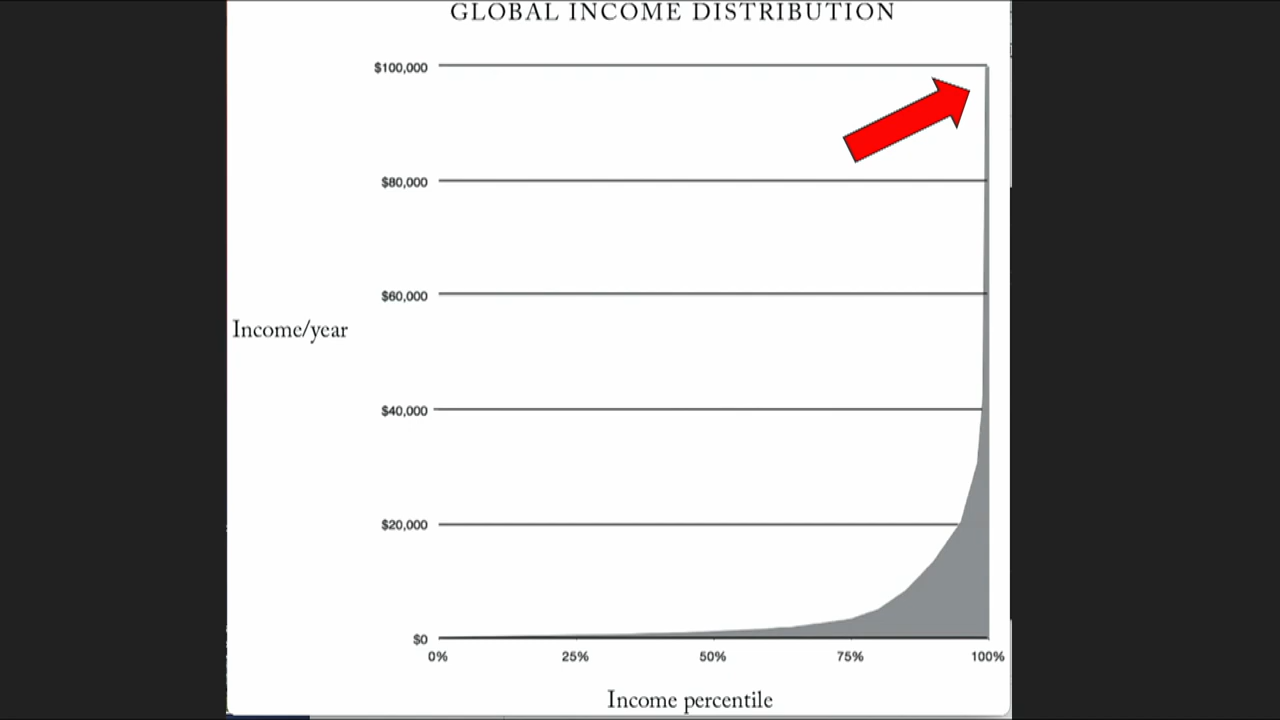 GLOBAL INCOME DISTRIBUTION
$100,000
$80,000
$60,000
Income/year
$40,000
$20,000
$0
0% 25% 50% 75% 100%
Income percentile